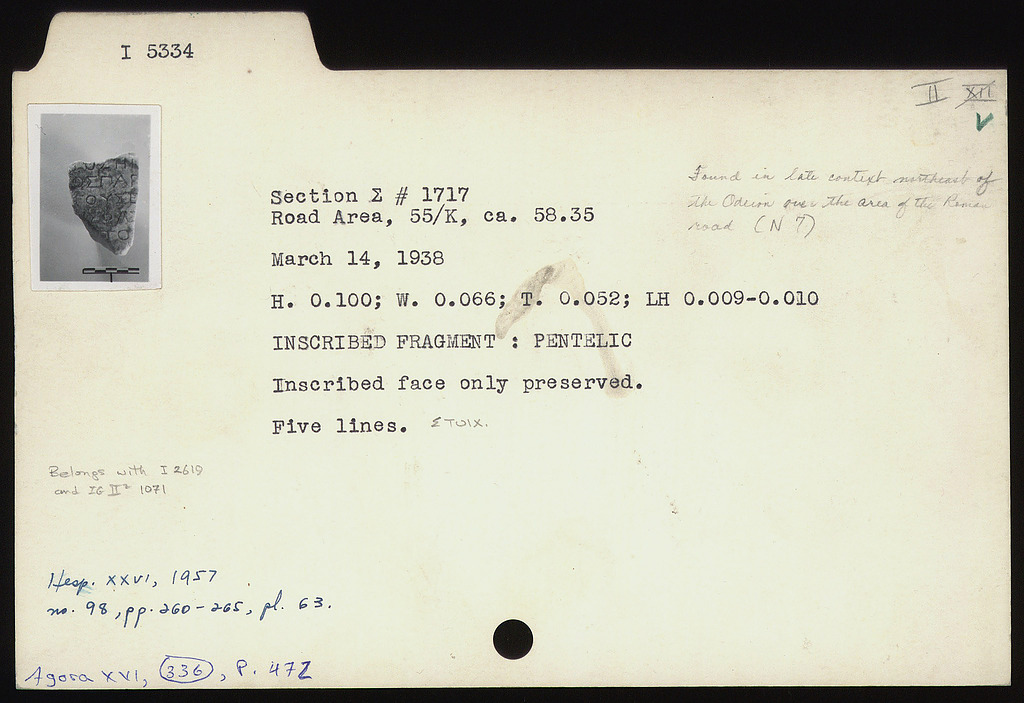 I 5334
II XII
Found in late context northeast of
the Odeion over the area of the Roman
road (N 7)
Section Σ # 1717
Road Area, 55/K, ca. 58.35
March 14, 1938
H. 0.100; W. 0.066; T. 0.052; LH 0.009-0.010
INSCRIBED FRAGMENT : PENTELIC
Inscribed face only preserved.
Five lines. ΣTOIX.
Belongs with I 2619
and IG II² 1071
Hesp. XXVI, 1957
no. 98, pp. 260-265, pl. 63.
Agora XVI, 336, P. 472